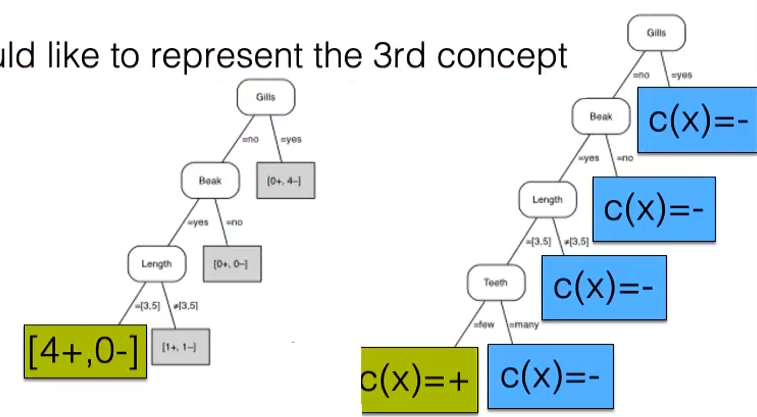 uld like to represent the 3rd concept
Gills
=no =yes
Beak
[0+, 4–]
=yes =no
Length
[0+, 0–]
=[3,5] ≠[3,5]
[4+,0-]
[1+, 1–]
Gills
=no =yes
Beak
c(x)=-
=yes =no
Length
c(x)=-
=[3,5] ≠[3,5]
Teeth
c(x)=-
=few =many
c(x)=+
c(x)=-